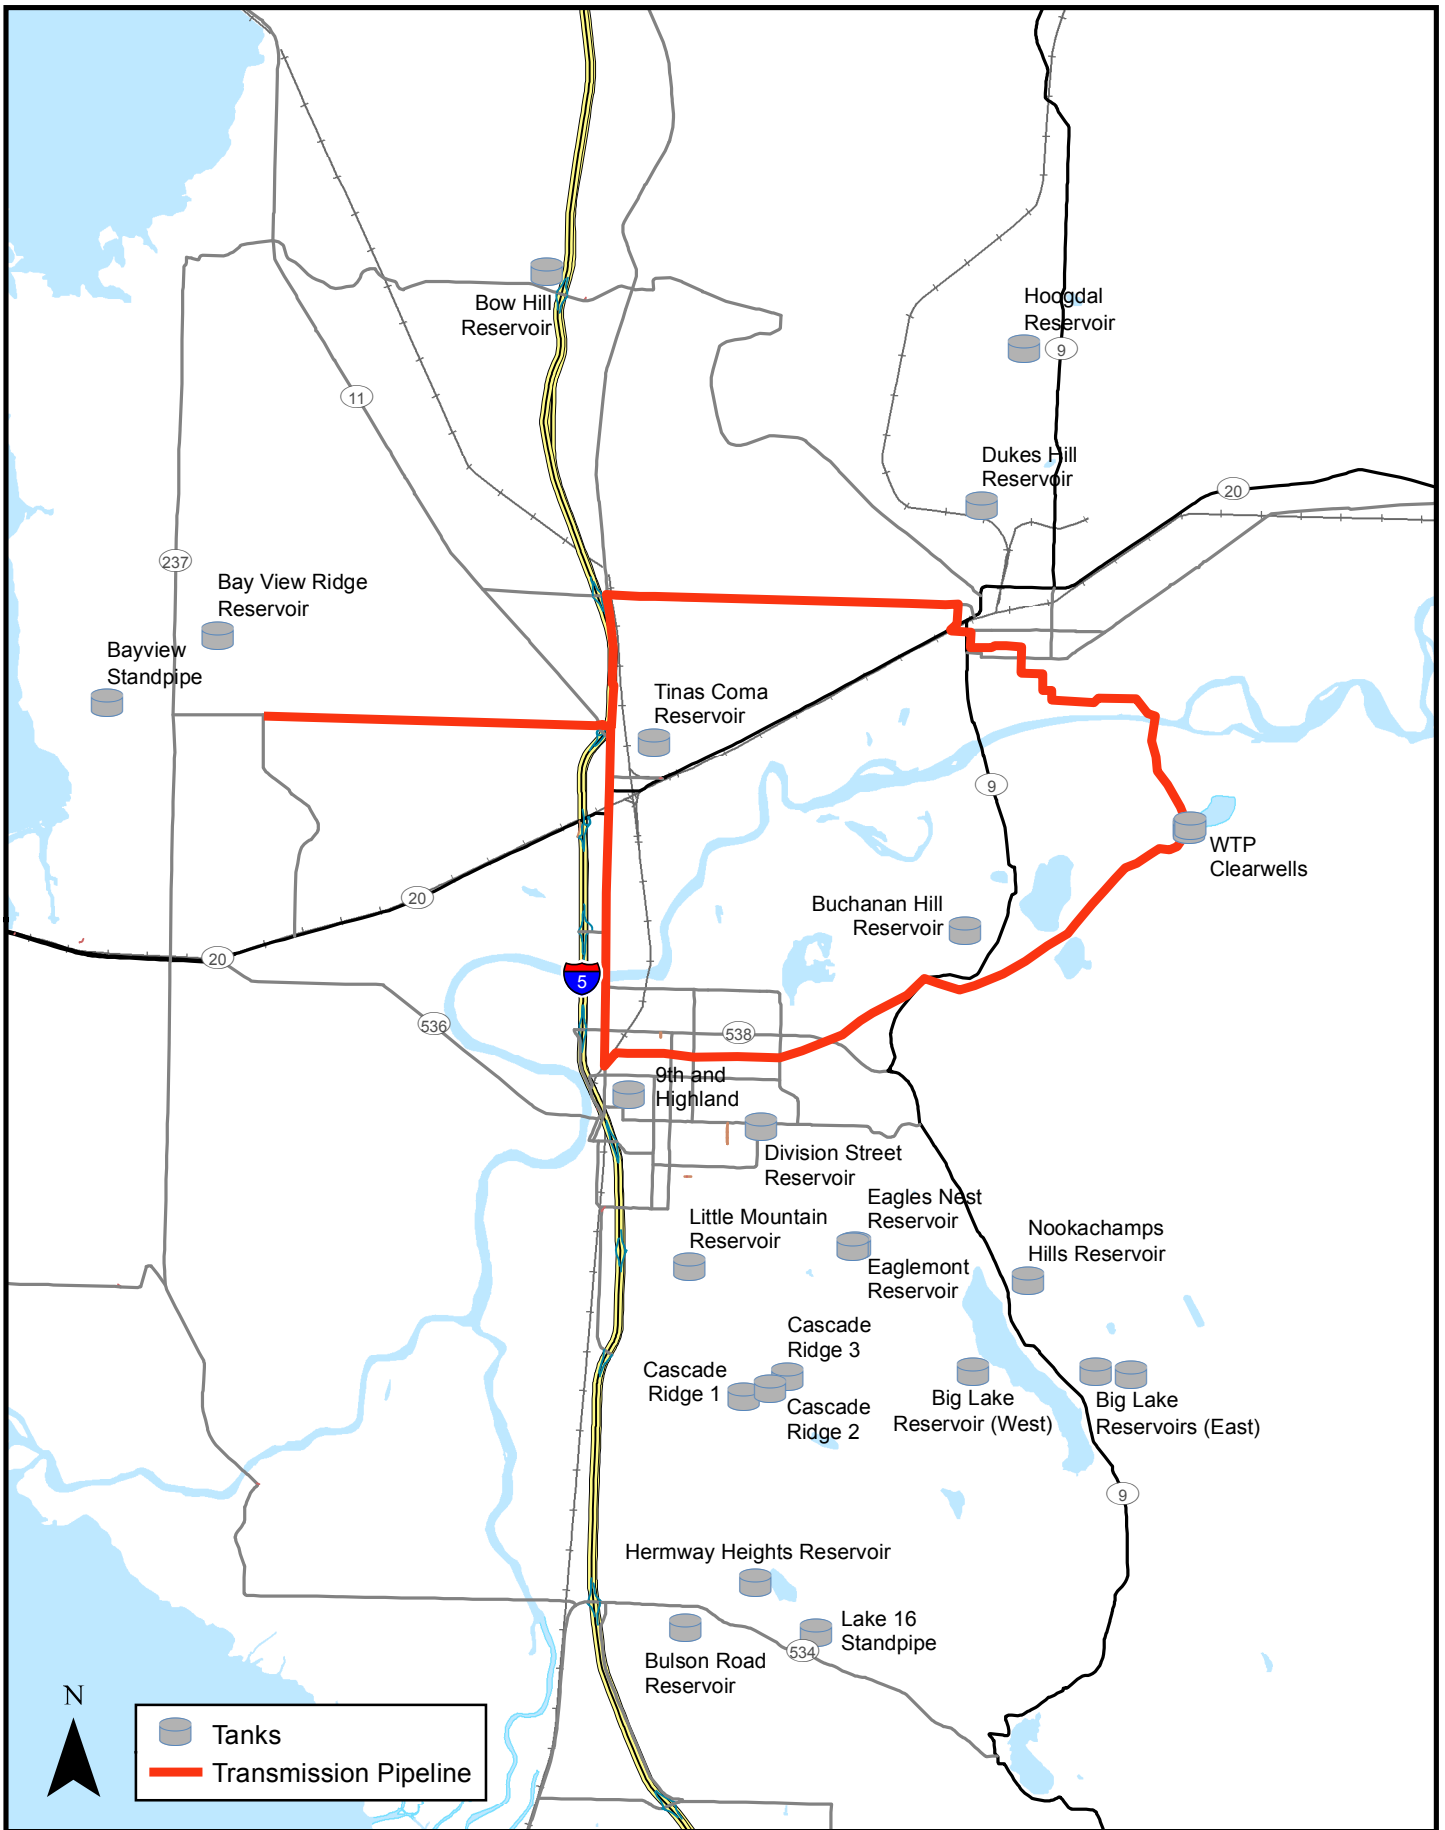 Bow Hill
Reservoir
Hoogdal
Reservoir
9
11
Dukes Hill
Reservoir
20
237
Bay View Ridge
Reservoir
Bayview
Standpipe
Tinas Coma
Reservoir
9
WTP
Clearwells
20
Buchanan Hill
Reservoir
20
5
536
538
9th and
Highland
Division Street
Reservoir
Eagles Nest
Reservoir
Little Mountain
Reservoir
Nookachamps
Hills Reservoir
Eaglemont
Reservoir
Cascade
Ridge 3
Cascade
Ridge 1
Cascade
Ridge 2
Big Lake
Reservoir (West)
Big Lake
Reservoirs (East)
9
Hermway Heights Reservoir
Lake 16
Standpipe
534
Bulson Road
Reservoir
N
Tanks
Transmission Pipeline